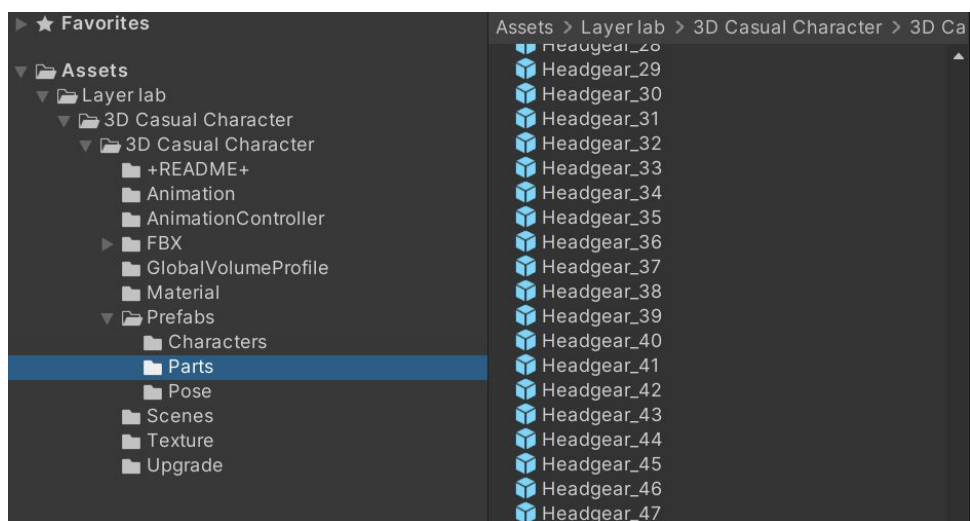 Favorites
Assets
Layer lab
3D Casual Character
3D Casual Character
+README+
Animation
AnimationController
FBX
GlobalVolumeProfile
Material
Prefabs
Characters
Parts
Pose
Scenes
Texture
Upgrade
Assets > Layer lab > 3D Casual Character > 3D Ca
Headgear_28
Headgear_29
Headgear_30
Headgear_31
Headgear_32
Headgear_33
Headgear_34
Headgear_35
Headgear_36
Headgear_37
Headgear_38
Headgear_39
Headgear_40
Headgear_41
Headgear_42
Headgear_43
Headgear_44
Headgear_45
Headgear_46
Headgear_47